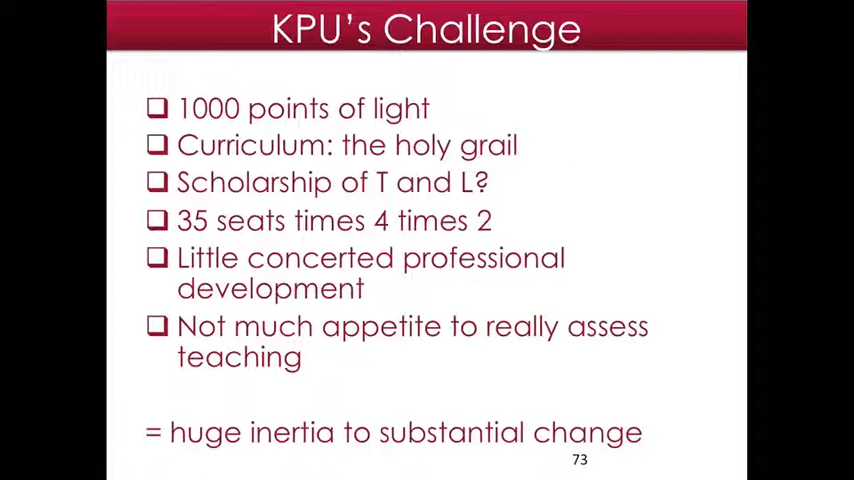 KPU's Challenge
1000 points of light
Curriculum: the holy grail
Scholarship of T and L?
35 seats times 4 times 2
Little concerted professional
development
Not much appetite to really assess
teaching
= huge inertia to substantial change
73